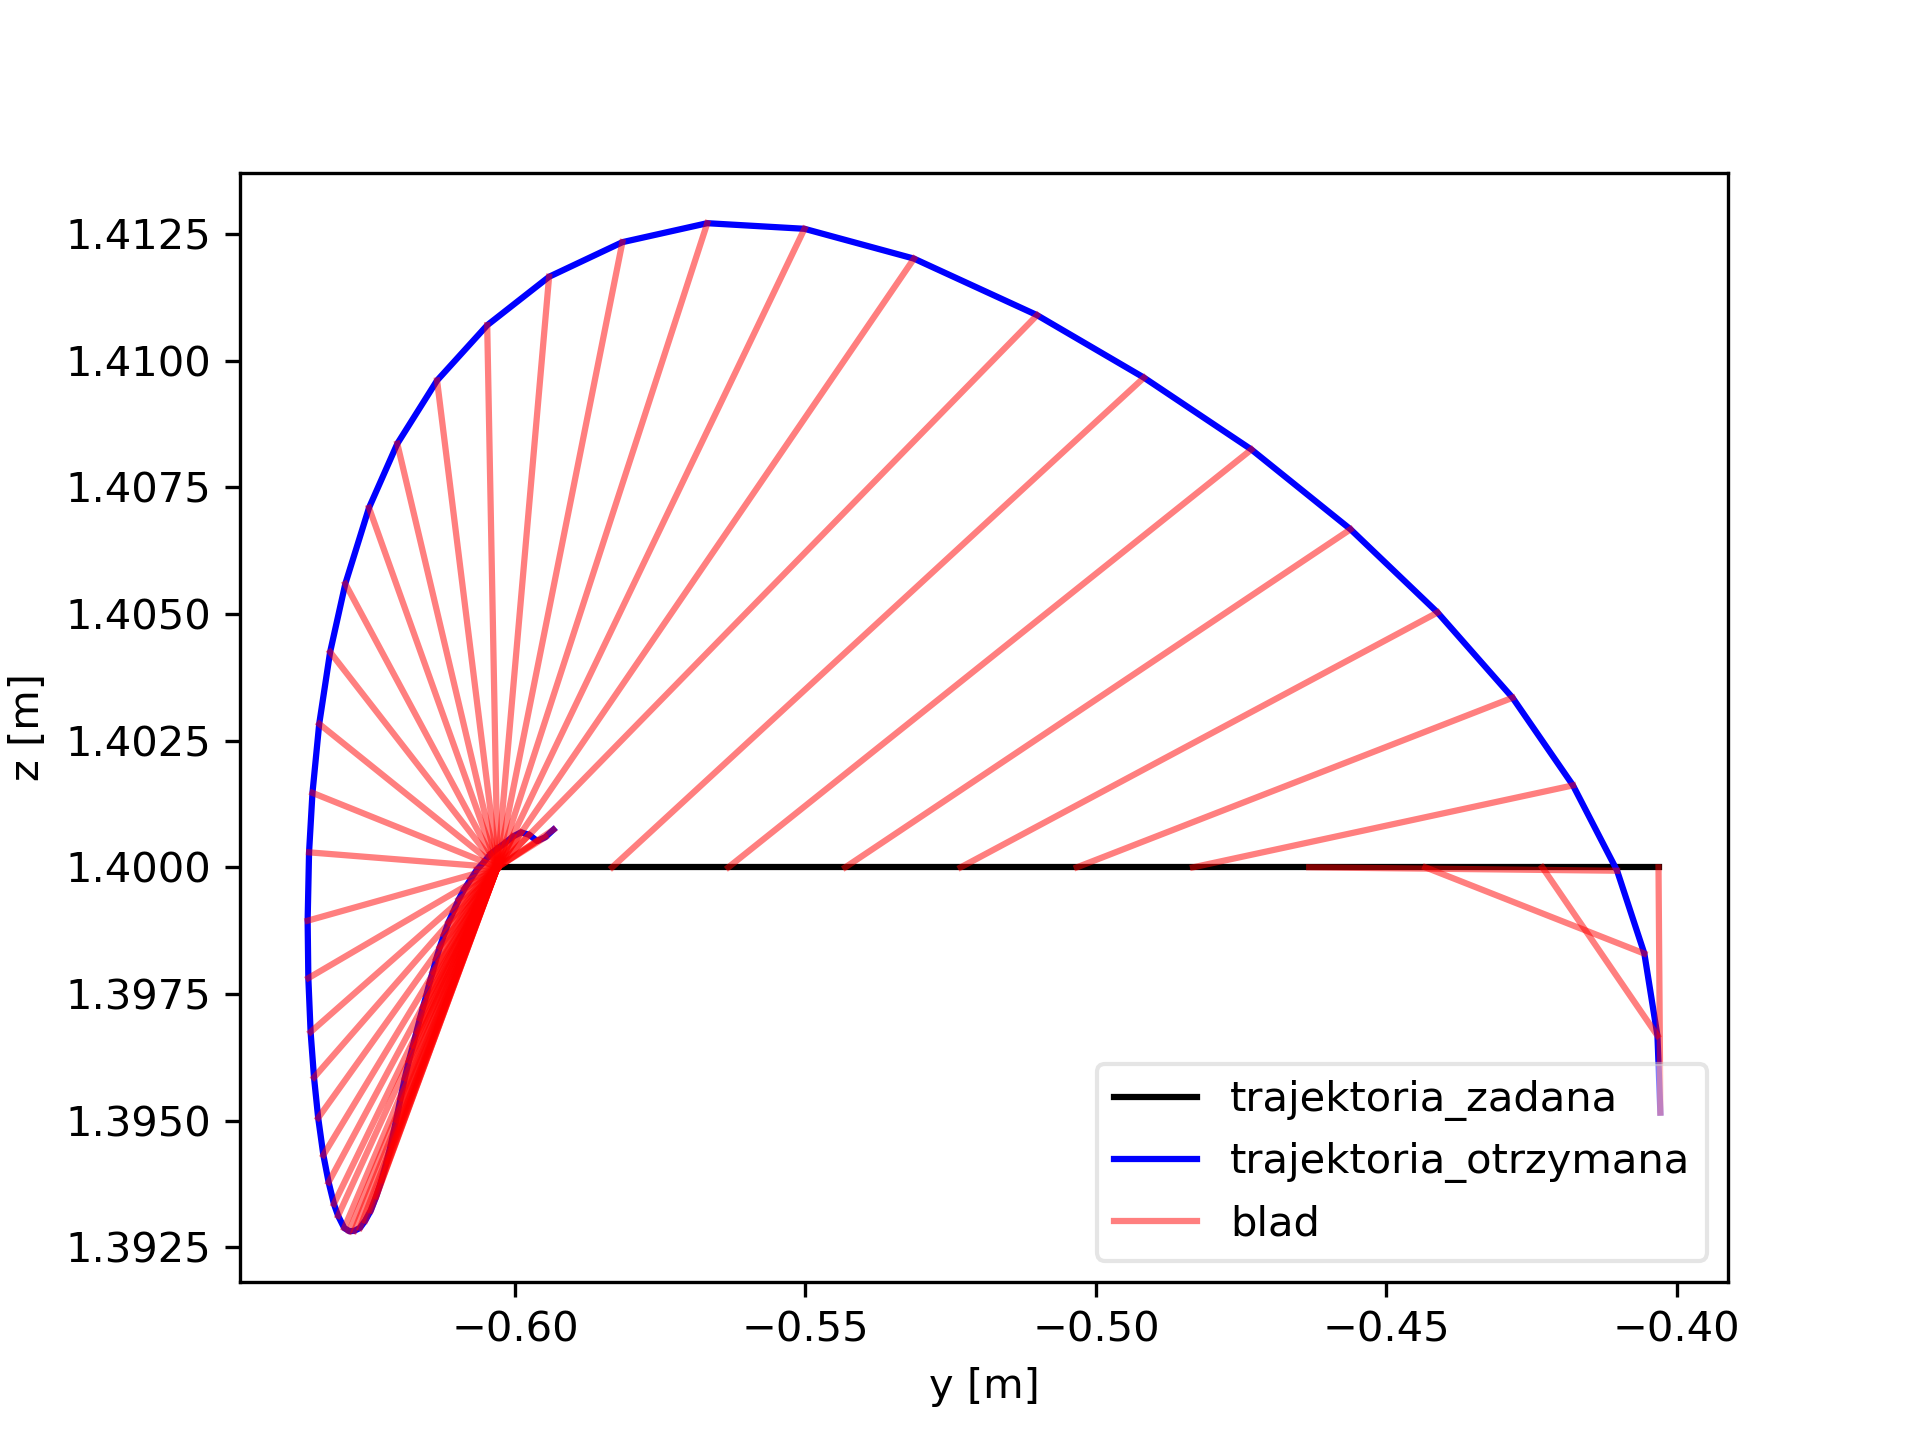 z [m]
1.4125
1.4100
1.4075
1.4050
1.4025
1.4000
1.3975
1.3950
1.3925
trajektoria_zadana
trajektoria_otrzymana
blad
−0.60 −0.55 −0.50 −0.45 −0.40
y [m]